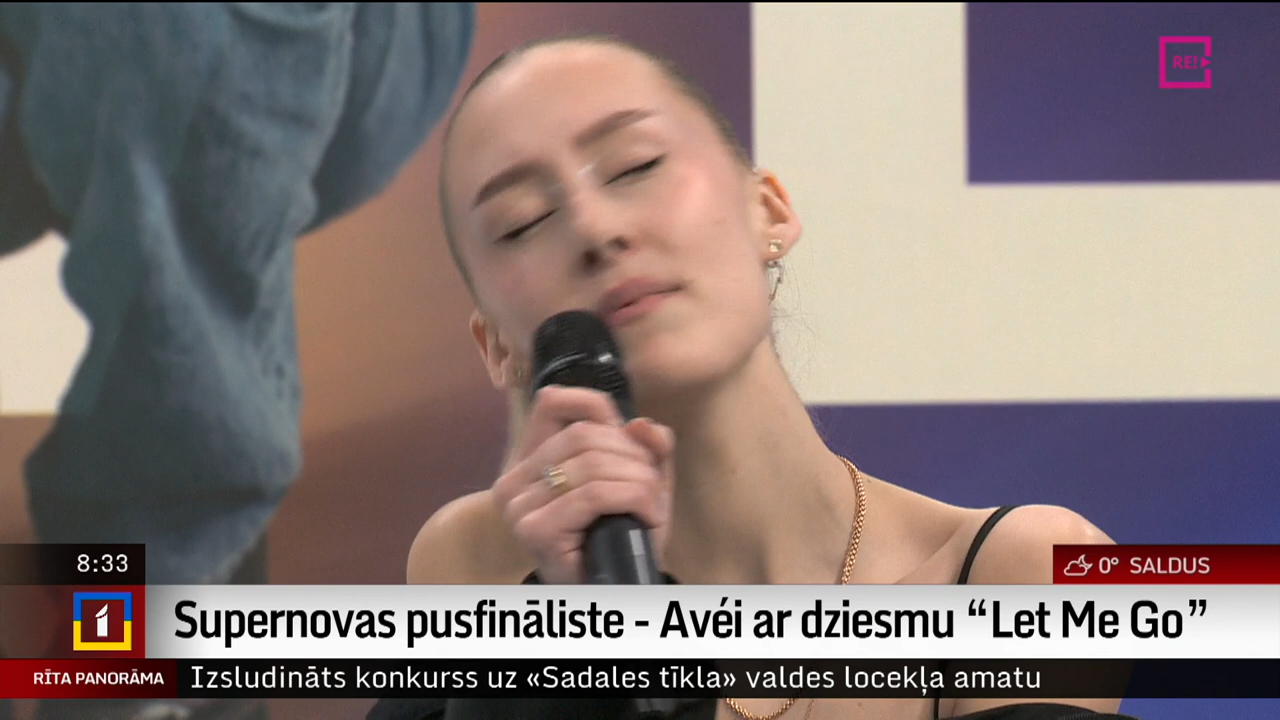 RE!
8:33
0° SALDUS
1
Supernovas pusfināliste - Avéi ar dziesmu “Let Me Go”
RĪTA PANORĀMA
Izsludināts konkurss uz «Sadales tīkla» valdes locekļa amatu